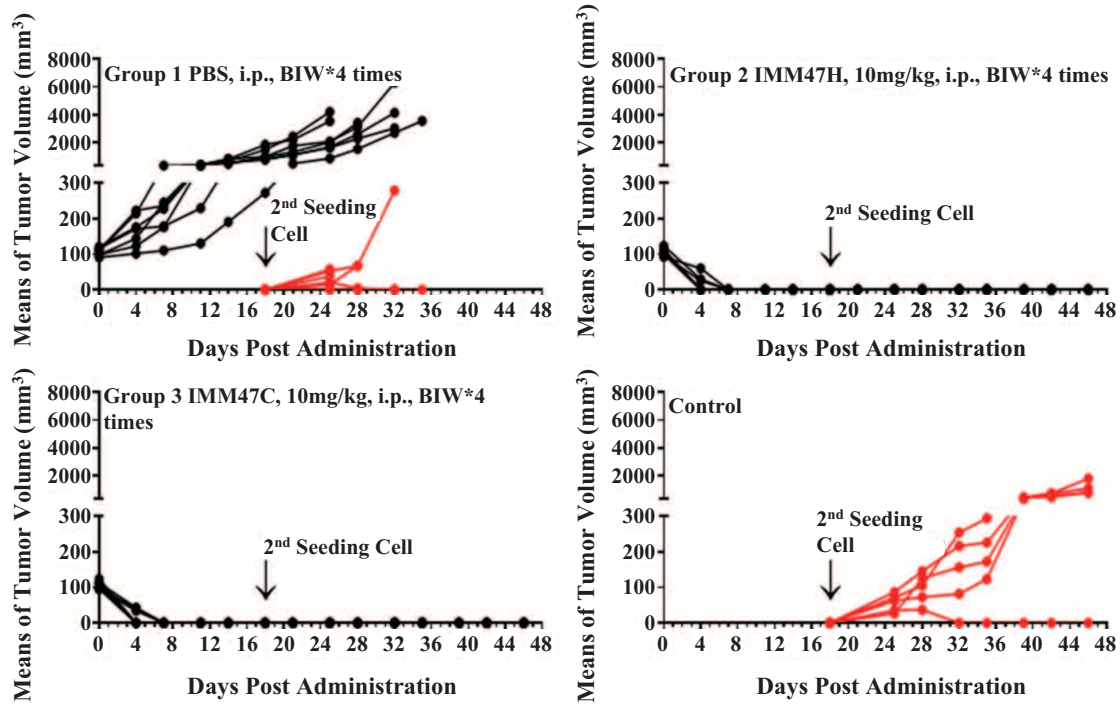 Means of Tumor Volume (mm³)
8000
6000
4000
2000
300
200
100
0
Group 1 PBS, i.p., BIW*4 times
2nd Seeding
Cell
0 4 8 12 16 20 24 28 32 36 40 44 48
Days Post Administration
Means of Tumor Volume (mm³)
8000
6000
4000
2000
300
200
100
0
Group 2 IMM47H, 10mg/kg, i.p., BIW*4 times
2nd Seeding Cell
0 4 8 12 16 20 24 28 32 36 40 44 48
Days Post Administration
Means of Tumor Volume (mm³)
8000
6000
4000
2000
300
200
100
0
Group 3 IMM47C, 10mg/kg, i.p., BIW*4
times
2nd Seeding Cell
0 4 8 12 16 20 24 28 32 36 40 44 48
Days Post Administration
Means of Tumor Volume (mm³)
8000
6000
4000
2000
300
200
100
0
Control
2nd Seeding
Cell
0 4 8 12 16 20 24 28 32 36 40 44 48
Days Post Administration